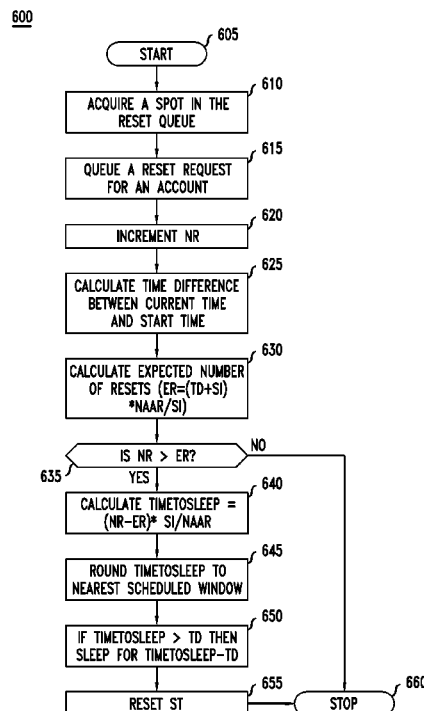 600
605
START
610
ACQUIRE A SPOT IN THE
RESET QUEUE
615
QUEUE A RESET REQUEST
FOR AN ACCOUNT
620
INCREMENT NR
625
CALCULATE TIME DIFFERENCE
BETWEEN CURRENT TIME
AND START TIME
630
CALCULATE EXPECTED NUMBER
OF RESETS (ER=(TD+SI)
*NAAR/SI)
IS NR > ER?
NO
635
YES
640
CALCULATE TIMETOSLEEP =
(NR-ER)* SI/NAAR
645
ROUND TIMETOSLEEP TO
NEAREST SCHEDULED WINDOW
650
IF TIMETOSLEEP > TD THEN
SLEEP FOR TIMETOSLEEP-TD
655
RESET ST
660
STOP